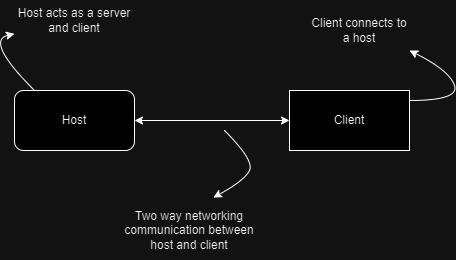 Host acts as a server
and client
Client connects to
a host
Host
Client
Two way networking
communication between
host and client